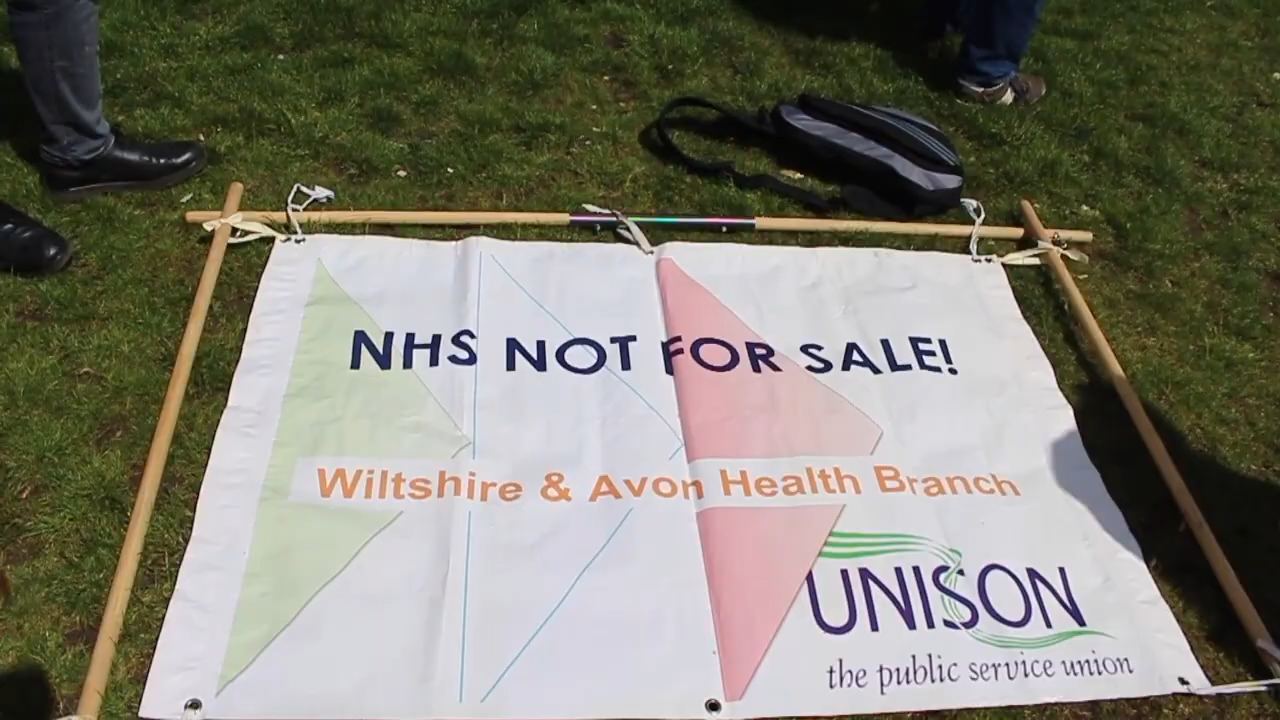 NHS NOT FOR SALE!
Wiltshire & Avon Health Branch
UNISON
the public service union